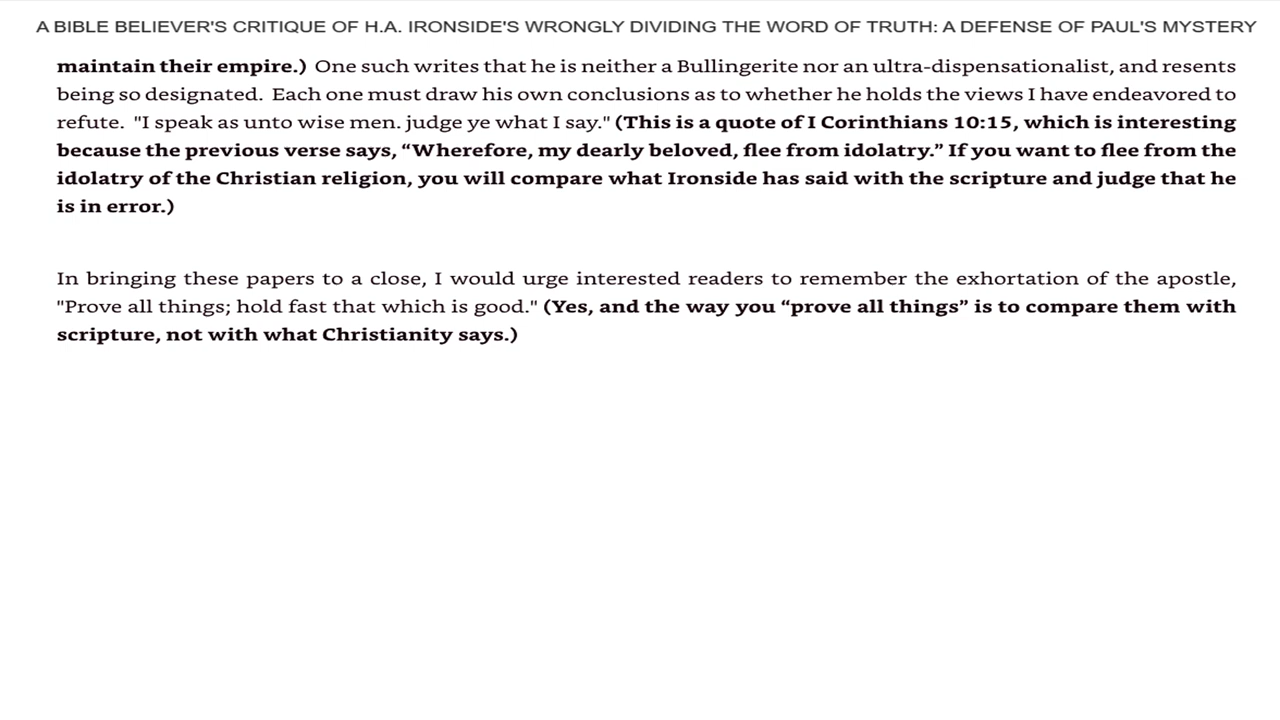 A BIBLE BELIEVER'S CRITIQUE OF H.A. IRONSIDE'S WRONGLY DIVIDING THE WORD OF TRUTH: A DEFENSE OF PAUL'S MYSTERY
maintain their empire.) One such writes that he is neither a Bullingerite nor an ultra-dispensationalist, and resents
being so designated. Each one must draw his own conclusions as to whether he holds the views I have endeavored to
refute. "I speak as unto wise men. judge ye what I say." (This is a quote of I Corinthians 10:15, which is interesting
because the previous verse says, “Wherefore, my dearly beloved, flee from idolatry.” If you want to flee from the
idolatry of the Christian religion, you will compare what Ironside has said with the scripture and judge that he
is in error.)
In bringing these papers to a close, I would urge interested readers to remember the exhortation of the apostle,
"Prove all things; hold fast that which is good." (Yes, and the way you “prove all things” is to compare them with
scripture, not with what Christianity says.)